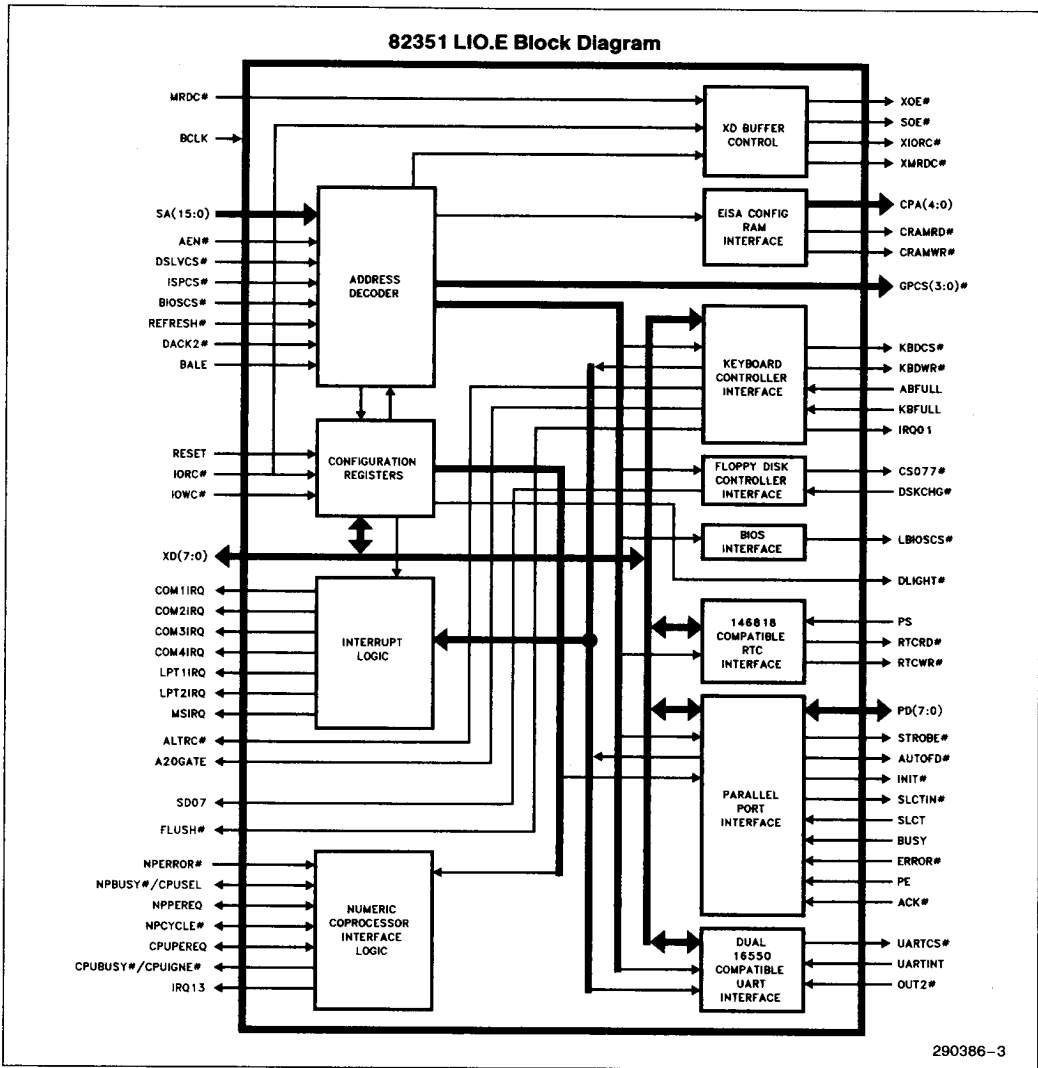 82351 LIO.E Block Diagram
MRDC#
BCLK
SA(15:0)
AEN#
DSLVCS#
ISPCS#
BIOSCS#
REFRESH#
DACK2#
BALE
RESET
IORC#
IOWC#
XD(7:0)
COM1IRQ
COM2IRQ
COM3IRQ
COM4IRQ
LPT1IRQ
LPT2IRQ
MSIRQ
ALTRC#
A20GATE
SD07
FLUSH#
NPERROR#
NPBUSY#/CPUSEL
NPPEREQ
NPCYCLE#
CPUPEREQ
CPUBUSY#/CPUIGNE#
IRQ13
ADDRESS
DECODER
CONFIGURATION
REGISTERS
INTERRUPT
LOGIC
NUMERIC
COPROCESSOR
INTERFACE
LOGIC
XD BUFFER
CONTROL
EISA CONFIG
RAM
INTERFACE
KEYBOARD
CONTROLLER
INTERFACE
FLOPPY DISK
CONTROLLER
INTERFACE
BIOS
INTERFACE
146818
COMPATIBLE
RTC
INTERFACE
PARALLEL
PORT
INTERFACE
DUAL
16550
COMPATIBLE
UART
INTERFACE
XOE#
SOE#
XIORC#
XMRDC#
CPA(4:0)
CRAMRD#
CRAMWR#
GPCS(3:0)#
KBDCS#
KBDWR#
ABFULL
KBFULL
IRQ01
CS077#
DSKCHG#
LBIOSCS#
DLIGHT#
PS
RTCRD#
RTCWR#
PD(7:0)
STROBE#
AUTOFD#
INIT#
SLCTIN#
SLCT
BUSY
ERROR#
PE
ACK#
UARTCS#
UARTINT
OUT2#
290386-3